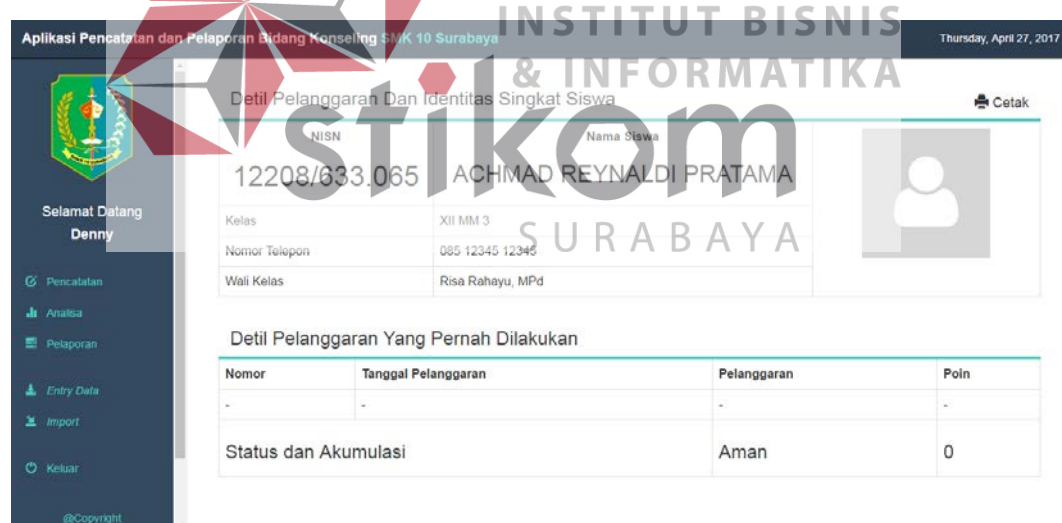 INSTITUT BISNIS
& INFORMATIKA
stikom
SURABAYA
Aplikasi Pencatatan dan Pelaporan Bidang Konseling SMK 10 Surabaya
Thursday, April 27, 2017
Selamat Datang
Denny
Pencatatan
Analisa
Pelaporan
Entry Data
Import
Keluar
@Copyright
Detil Pelanggaran Dan Identitas Singkat Siswa
Cetak
NISN Nama Siswa
12208/633.065 ACHMAD REYNALDI PRATAMA
Kelas XII MM 3
Nomor Telepon 085 12345 12345
Wali Kelas Risa Rahayu, MPd
Detil Pelanggaran Yang Pernah Dilakukan
Nomor Tanggal Pelanggaran Pelanggaran Poin
- - - -
Status dan Akumulasi Aman 0